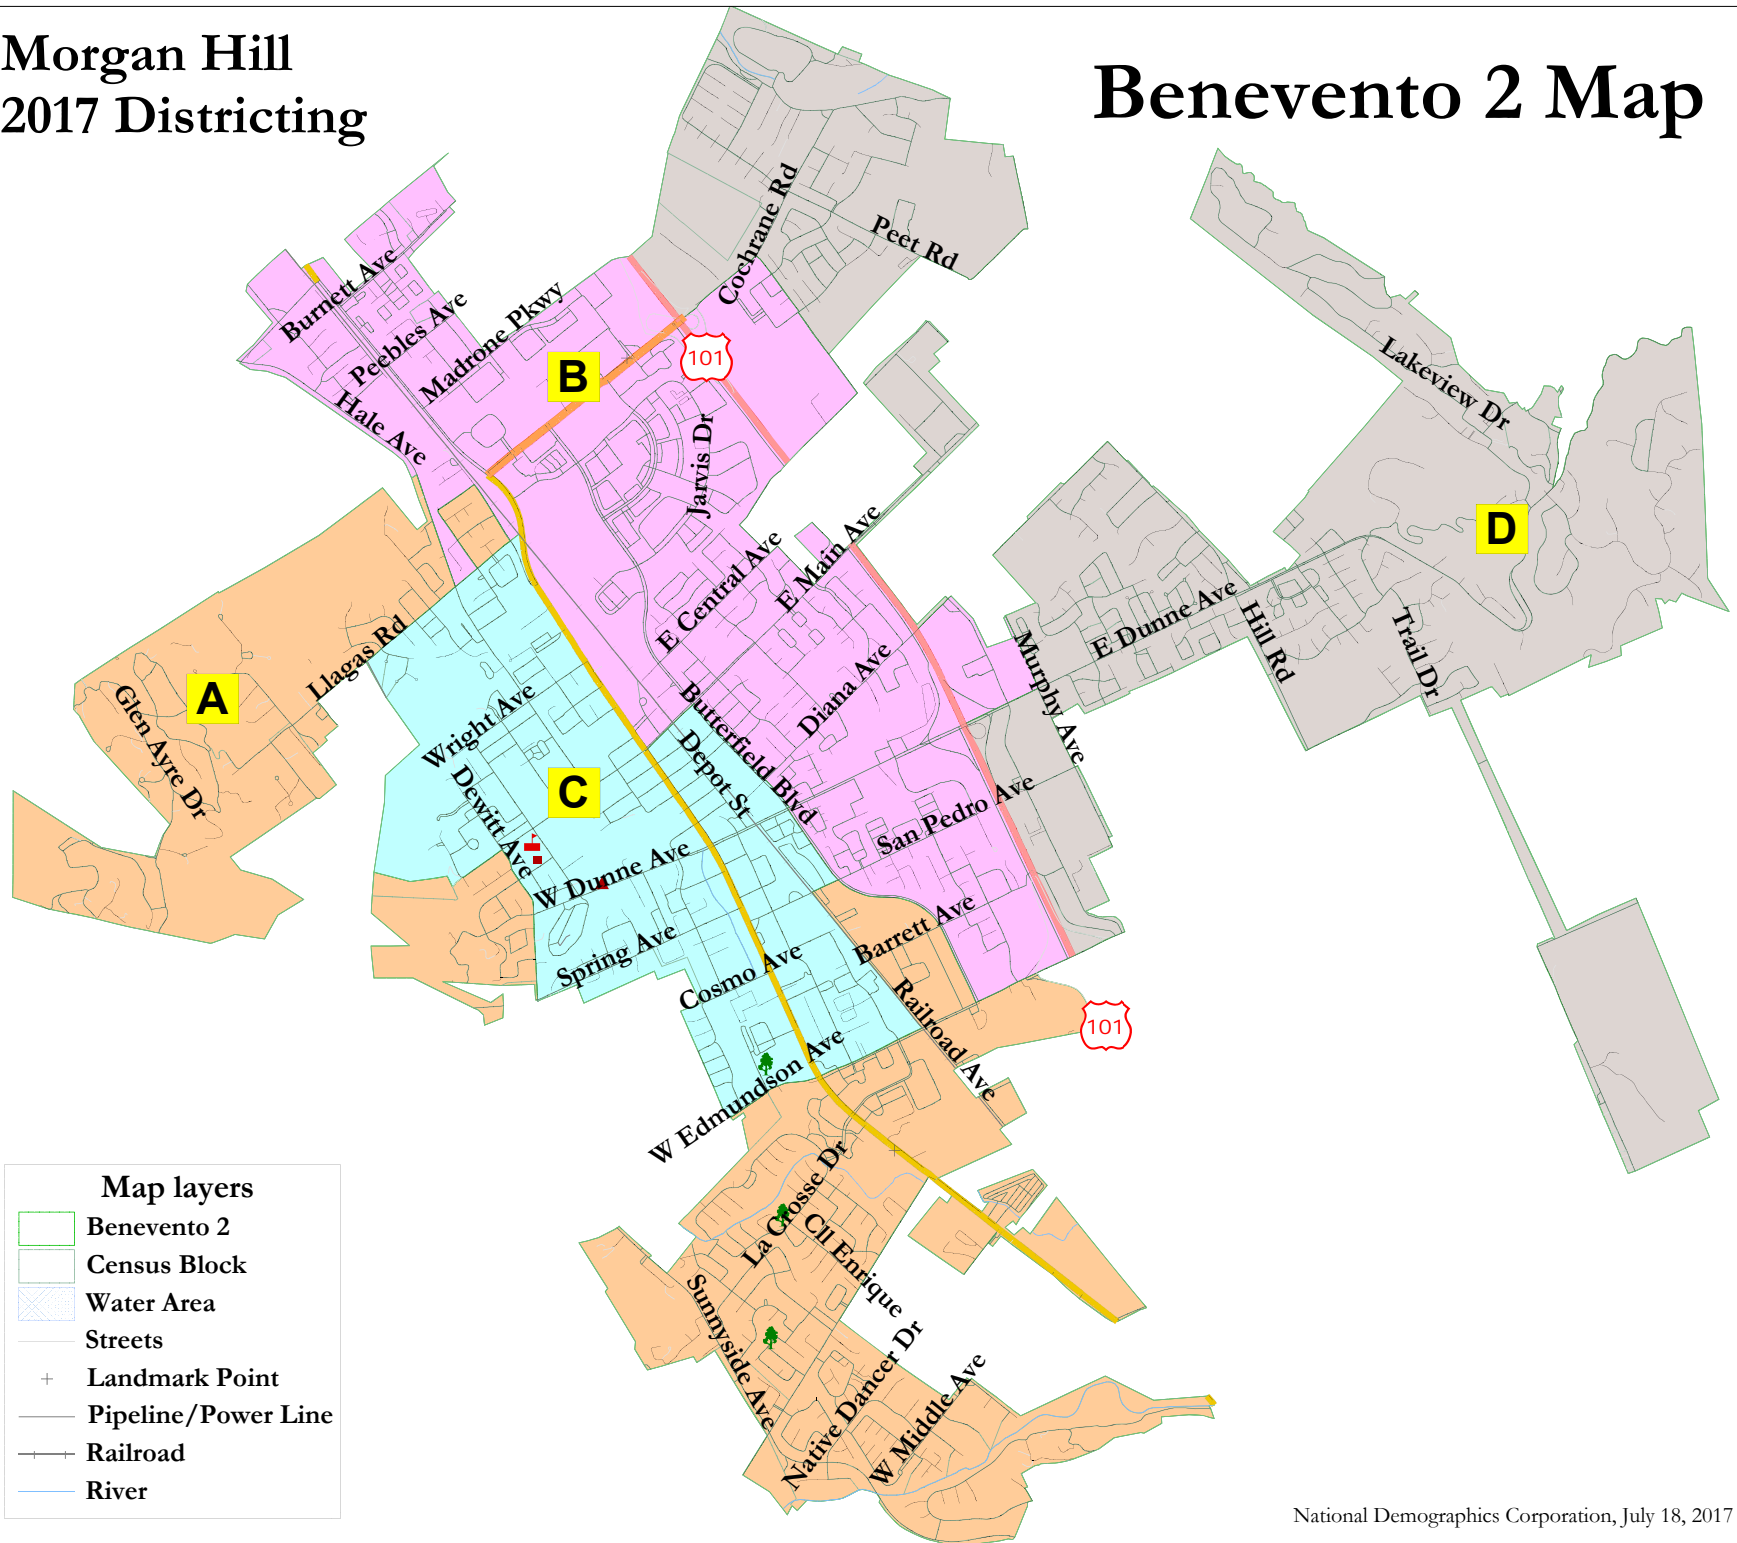 Morgan Hill
2017 Districting
Benevento 2 Map
Cochrane Rd
Peet Rd
Burnett Ave
Peebles Ave
Madrone Pkwy
Hale Ave
B
101
Jarvis Dr
Lakeview Dr
D
E Central Ave
E Main Ave
E Dunne Ave
Hill Rd
Trail Dr
Murphy Ave
Llagas Rd
A
Glen Ayre Dr
Wright Ave
Diana Ave
Butterfield Blvd
Depot St
Dewitt Ave
C
San Pedro Ave
W Dunne Ave
Spring Ave
Cosmo Ave
Barrett Ave
Railroad Ave
101
W Edmundson Ave
La Crosse Dr
Cll Enrique
Sunnyside Ave
Native Dancer Dr
W Middle Ave
Map layers
Benevento 2
Census Block
Water Area
Streets
Landmark Point
Pipeline/Power Line
Railroad
River
National Demographics Corporation, July 18, 2017